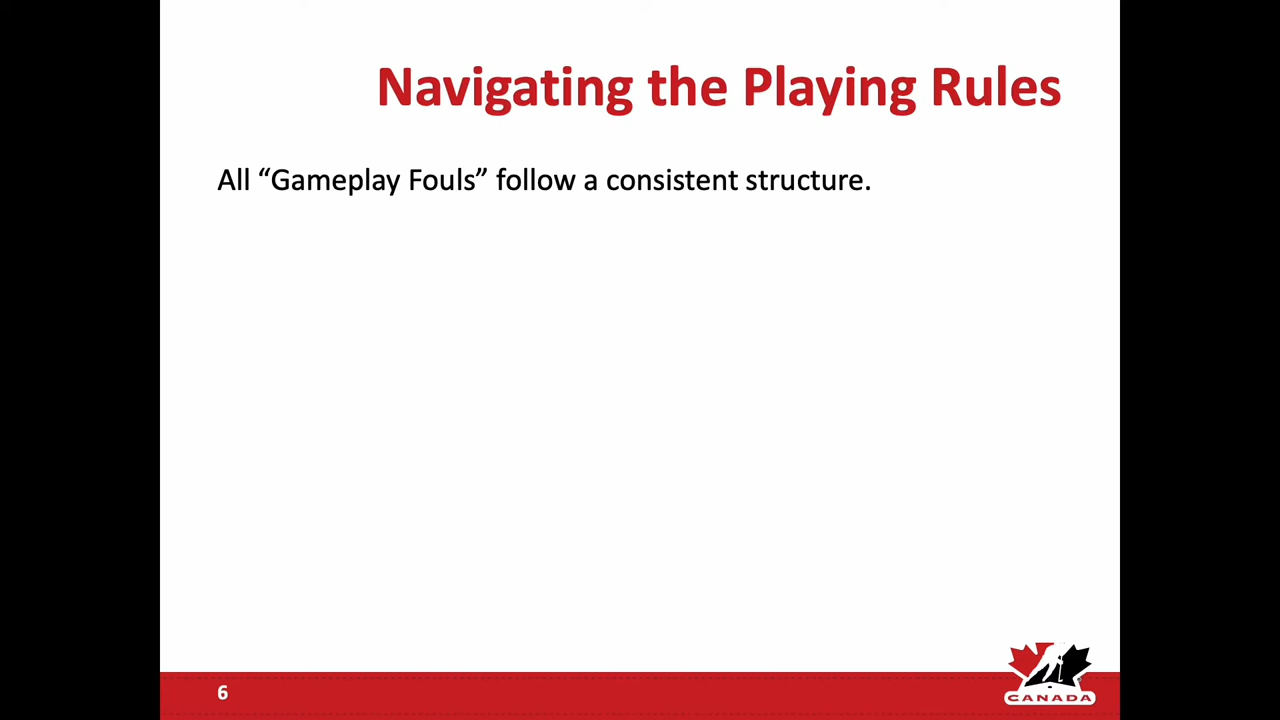 Navigating the Playing Rules
All “Gameplay Fouls” follow a consistent structure.
6
CANADA